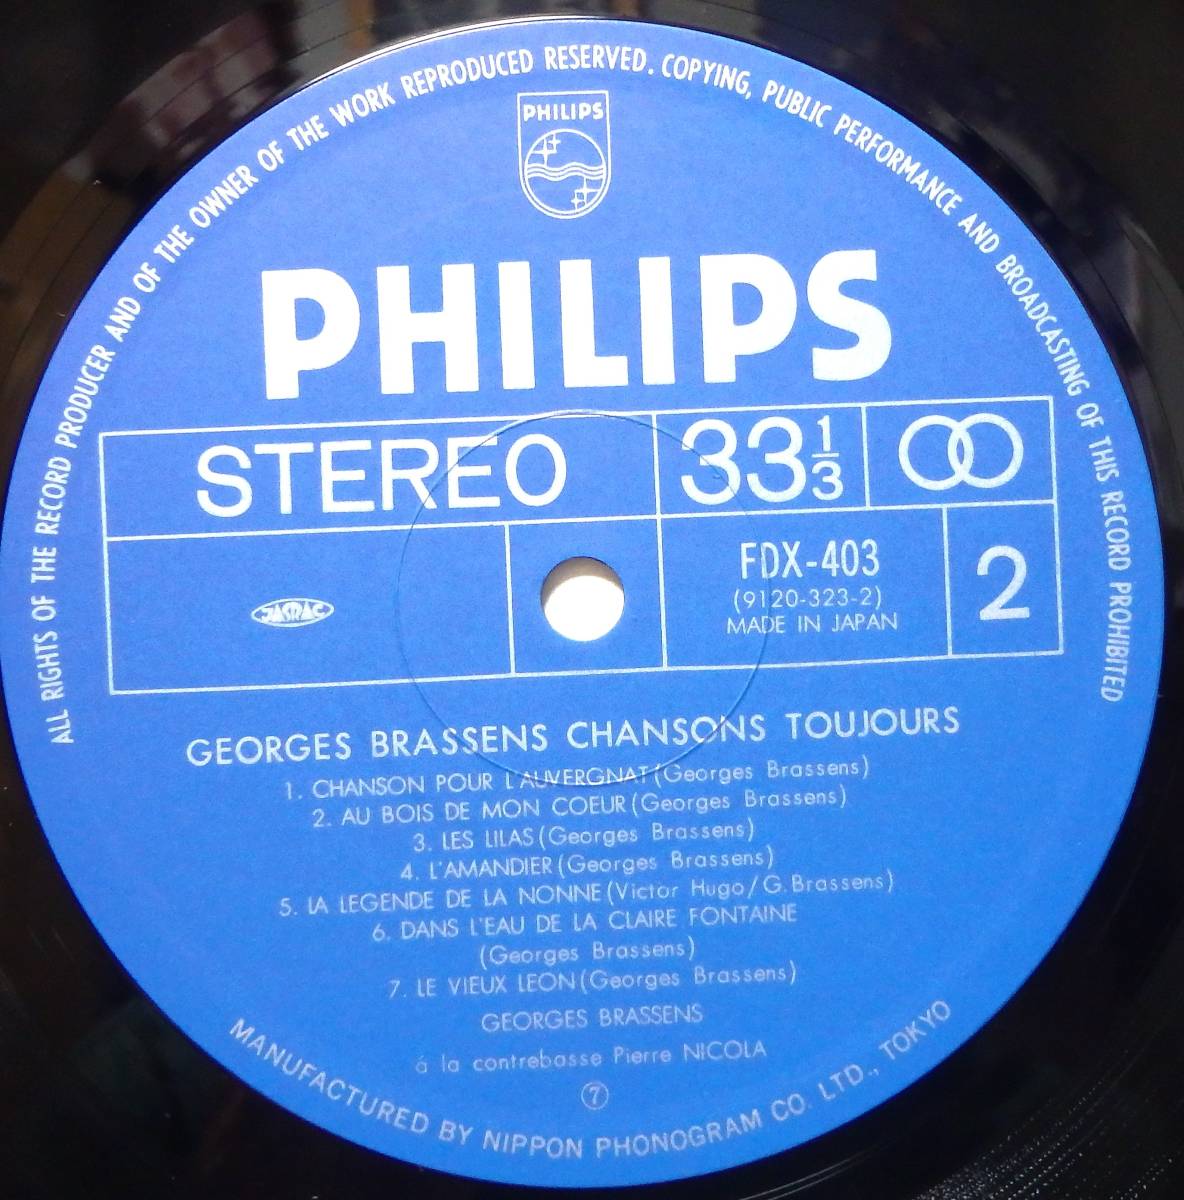 ALL RIGHTS OF THE RECORD PRODUCER AND OF THE OWNER OF THE WORK REPRODUCED RESERVED. COPYING, PUBLIC PERFORMANCE AND BROADCASTING OF THIS RECORD PROHIBITED
PHILIPS
PHILIPS
STEREO
33 1/3
JASRAC
FDX-403
(9120-323-2)
MADE IN JAPAN
2
GEORGES BRASSENS CHANSONS TOUJOURS
1. CHANSON POUR L'AUVERGNAT (Georges Brassens)
2. AU BOIS DE MON COEUR (Georges Brassens)
3. LES LILAS (Georges Brassens)
4. L'AMANDIER (Georges Brassens)
5. LA LEGENDE DE LA NONNE (Victor Hugo/G. Brassens)
6. DANS L'EAU DE LA CLAIRE FONTAINE
(Georges Brassens)
7. LE VIEUX LEON (Georges Brassens)
GEORGES BRASSENS
á la contrebasse Pierre NICOLA
⑦
MANUFACTURED BY NIPPON PHONOGRAM CO. LTD., TOKYO